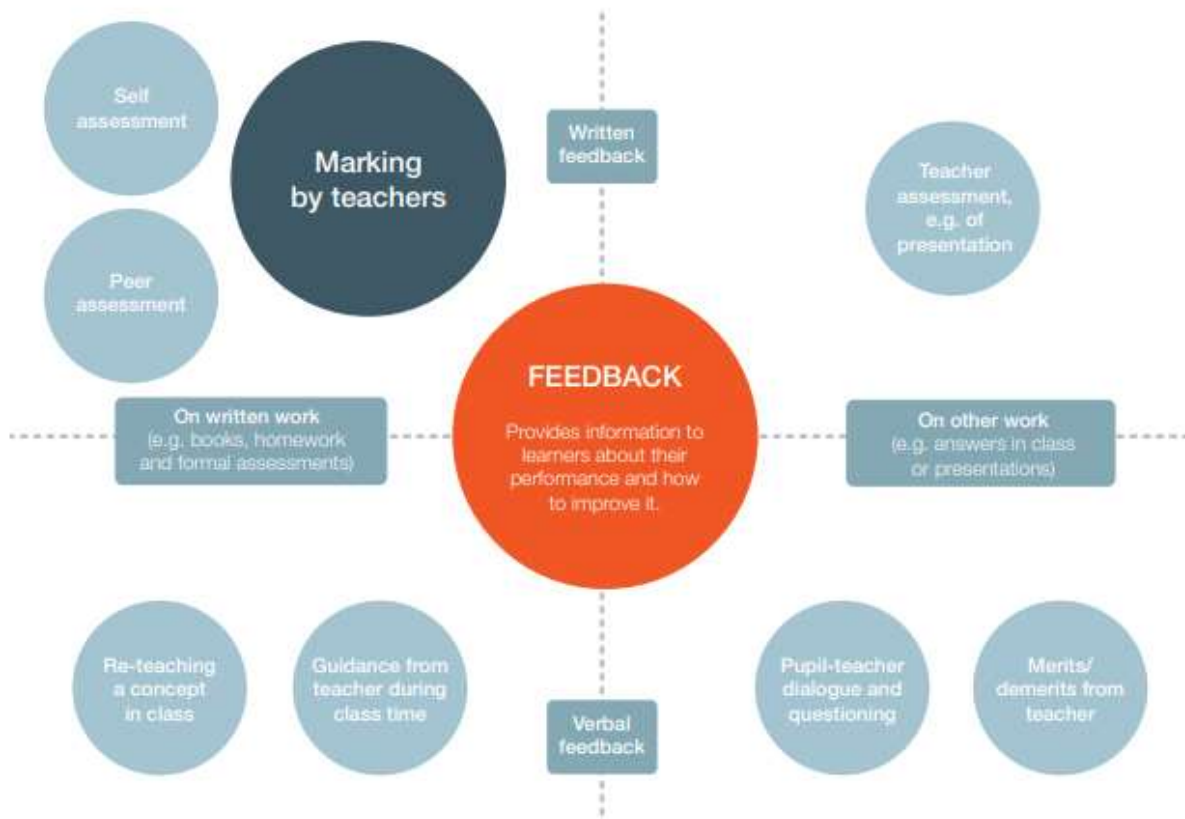 Self
assessment
Marking
by teachers
Written
feedback
Teacher
assessment,
e.g. of
presentation
Peer
assessment
FEEDBACK
Provides information to
learners about their
performance and how
to improve it.
On written work
(e.g. books, homework
and formal assessments)
On other work
(e.g. answers in class
or presentations)
Re-teaching
a concept
in class
Guidance from
teacher during
class time
Verbal
feedback
Pupil-teacher
dialogue and
questioning
Merits/
demerits from
teacher